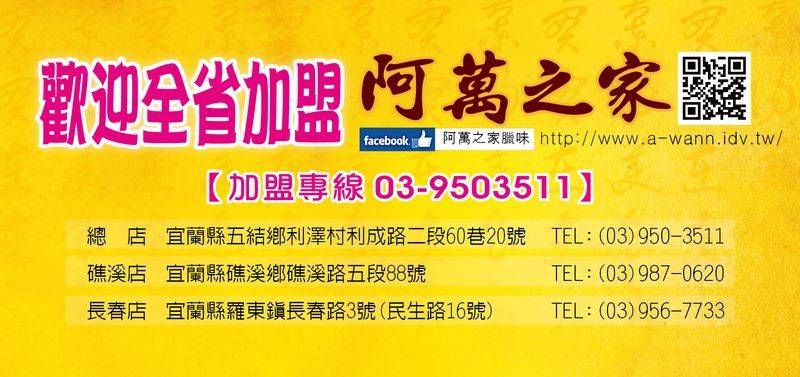 歡迎全省加盟 阿萬之家
facebook 阿萬之家臘味 http://www.a-wann.idv.tw/
【加盟專線 03-9503511】
總 店 宜蘭縣五結鄉利澤村利成路二段60巷20號 TEL:(03)950-3511
礁溪店 宜蘭縣礁溪鄉礁溪路五段88號 TEL:(03)987-0620
長春店 宜蘭縣羅東鎮長春路3號(民生路16號) TEL:(03)956-7733